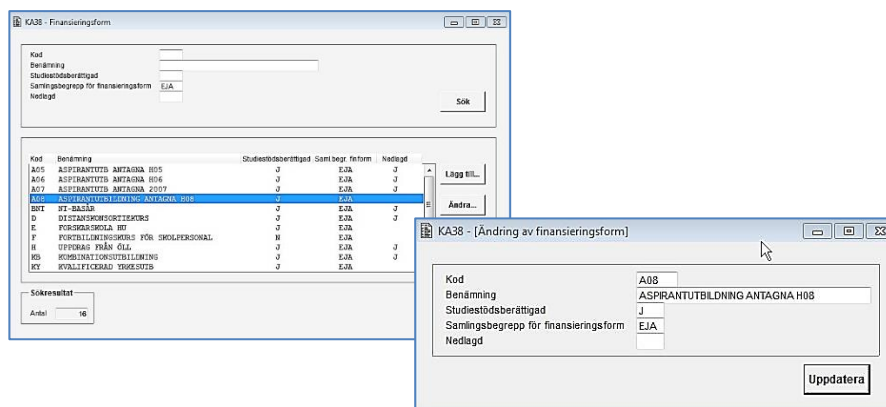 KA38 - Finansieringsform
Kod
Benämning
Studiestödsberättigad
Samlingsbegrepp för finansieringsform EJA
Nedlagd
Sök
Kod Benämning Studiestödsberättigad Saml.begr. finform Nedlagd
A05 ASPIRANTUTB ANTAGNA H05 J EJA J
A06 ASPIRANTUTB ANTAGNA H06 J EJA J
A07 ASPIRANTUTB ANTAGNA 2007 J EJA J
A08 ASPIRANTUTBILDNING ANTAGNA H08 J EJA
BNT NT-BASÅR J EJA J
D DISTANSKONSORTIEKURS J EJA J
E FORSKARSKOLA HU J EJA
F FORTBILDNINGSKURS FÖR SKOLPERSONAL N EJA
H UPPDRAG FRÅN ÖLL J EJA J
KB KOMBINATIONSUTBILDNING J EJA J
KY KVALIFICERAD YRKESUTB J EJA
Lägg till...
Ändra...
Sökresultat
Antal 16
KA38 - [Ändring av finansieringsform]
Kod A08
Benämning ASPIRANTUTBILDNING ANTAGNA H08
Studiestödsberättigad J
Samlingsbegrepp för finansieringsform EJA
Nedlagd
Uppdatera